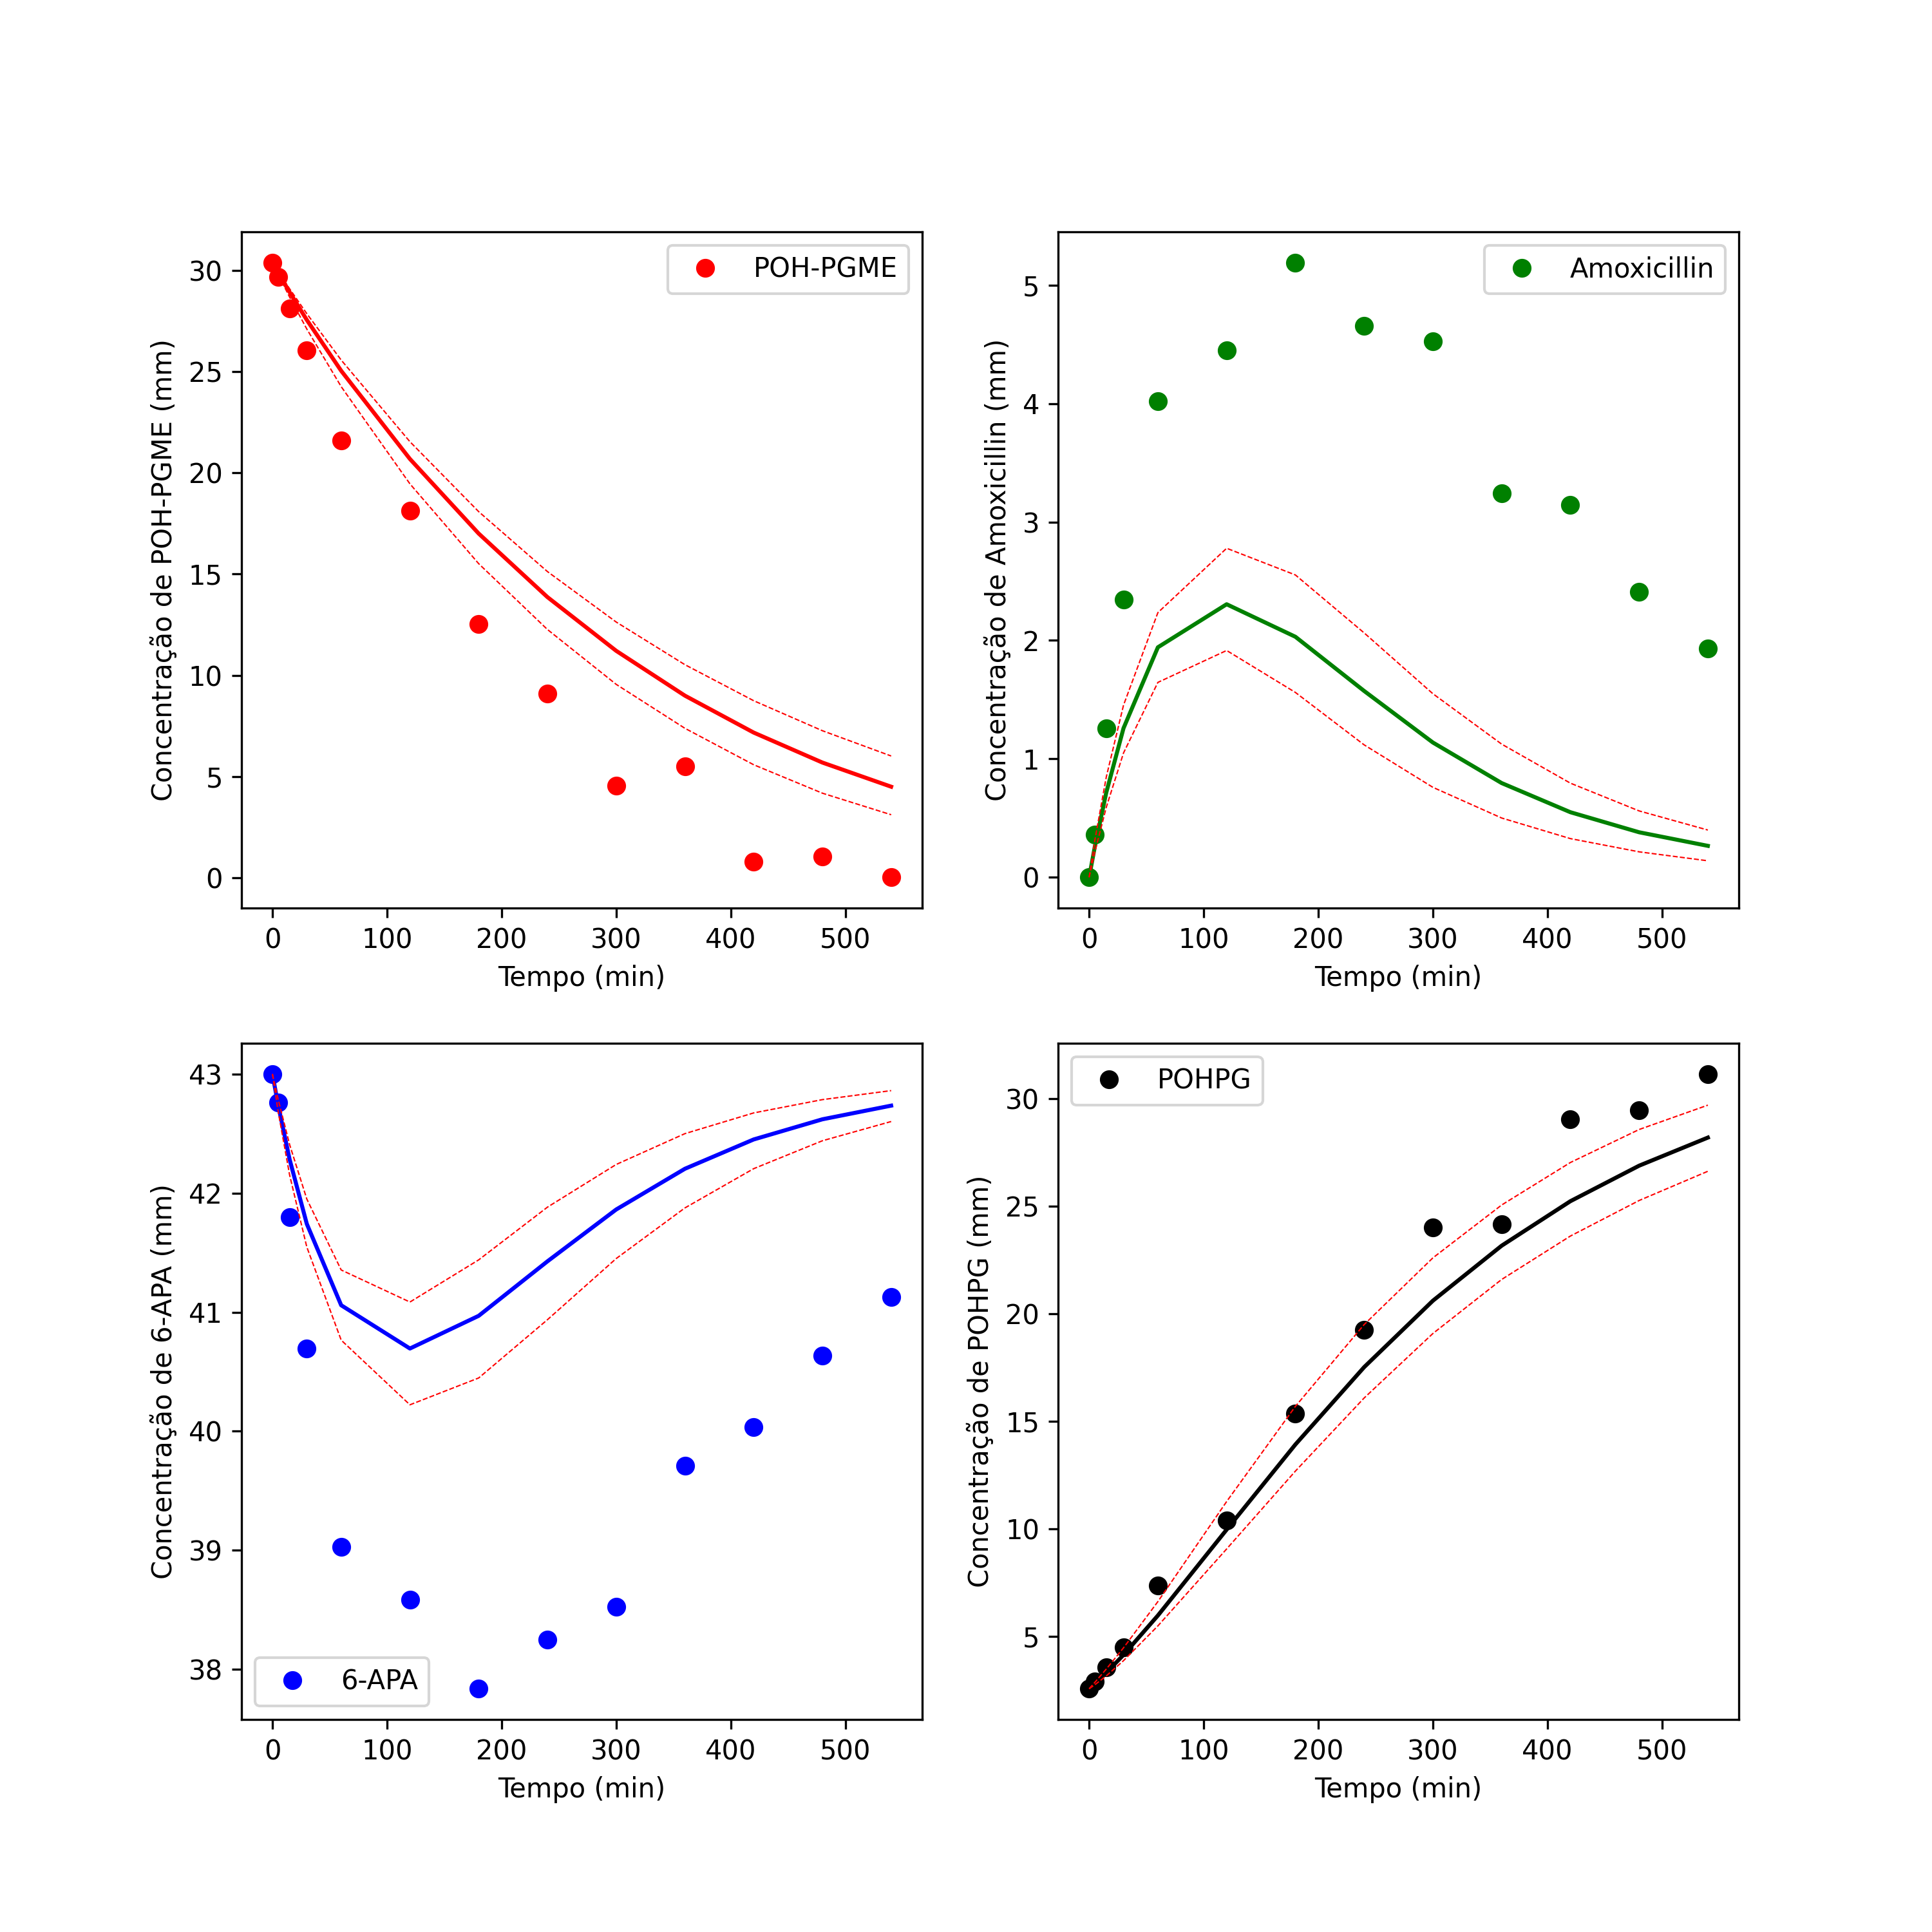 POH-PGME
Concentração de POH-PGME (mm)
30
25
20
15
10
5
0
0 100 200 300 400 500
Tempo (min)
Amoxicillin
Concentração de Amoxicillin (mm)
5
4
3
2
1
0
0 100 200 300 400 500
Tempo (min)
Concentração de 6-APA (mm)
43
42
41
40
39
38
6-APA
0 100 200 300 400 500
Tempo (min)
POHPG
Concentração de POHPG (mm)
30
25
20
15
10
5
0 100 200 300 400 500
Tempo (min)